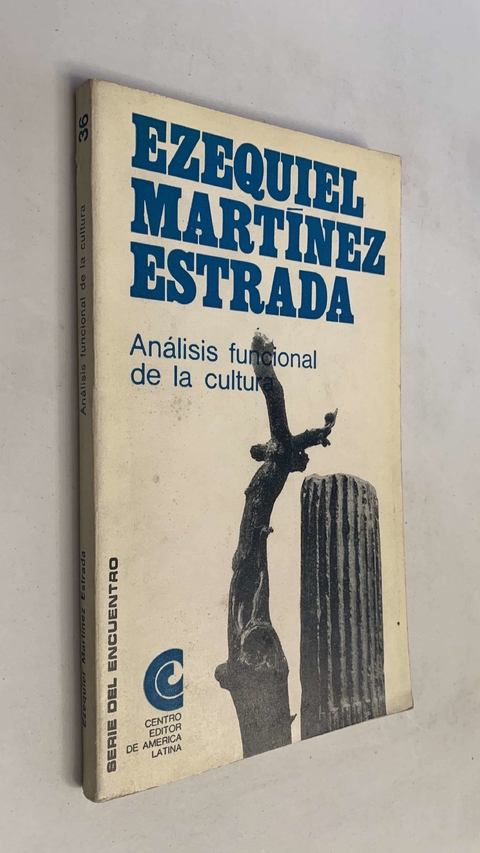 EZEQUIEL
MARTÍNEZ
ESTRADA
Análisis funcional
de la cultura
SERIE DEL ENCUENTRO
CENTRO
EDITOR
DE AMERICA
LATINA
36
Análisis funcional de la cultura
Ezequiel Martínez Estrada